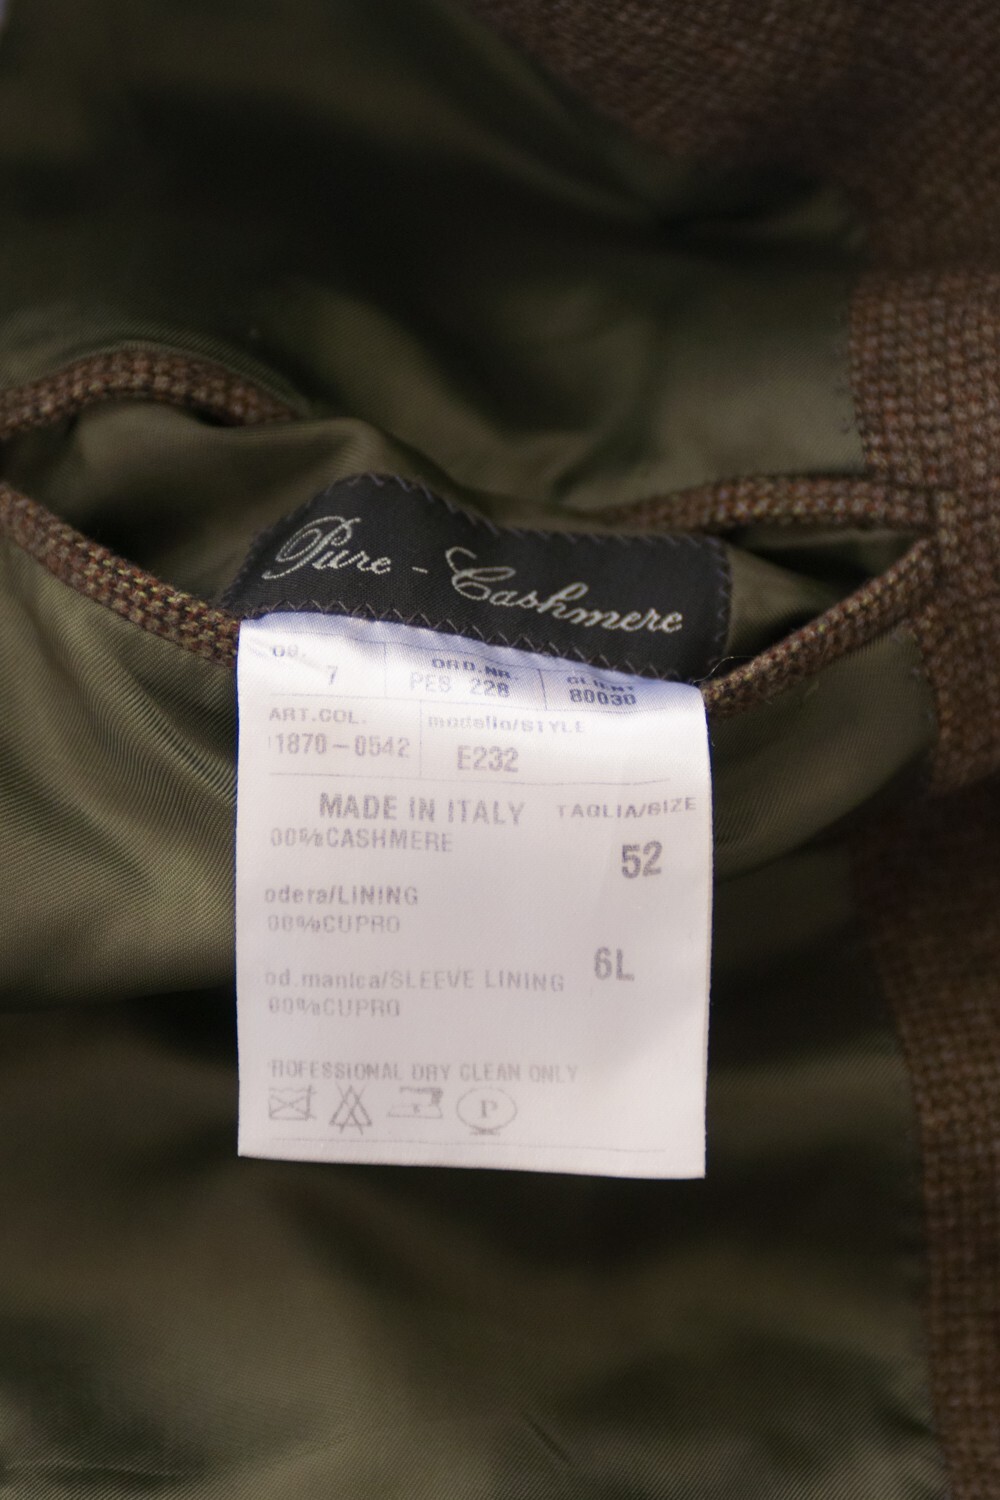 Pure - Cashmere
ORD.NR. CLIENT
7 PES 228 80030
ART.COL. modello/STYLE
1870-0542 E232
MADE IN ITALY TAGLIA/SIZE
00%CASHMERE 52
odera/LINING
00%CUPRO
6L
od.manica/SLEEVE LINING
00%CUPRO
ROFESSIONAL DRY CLEAN ONLY
P